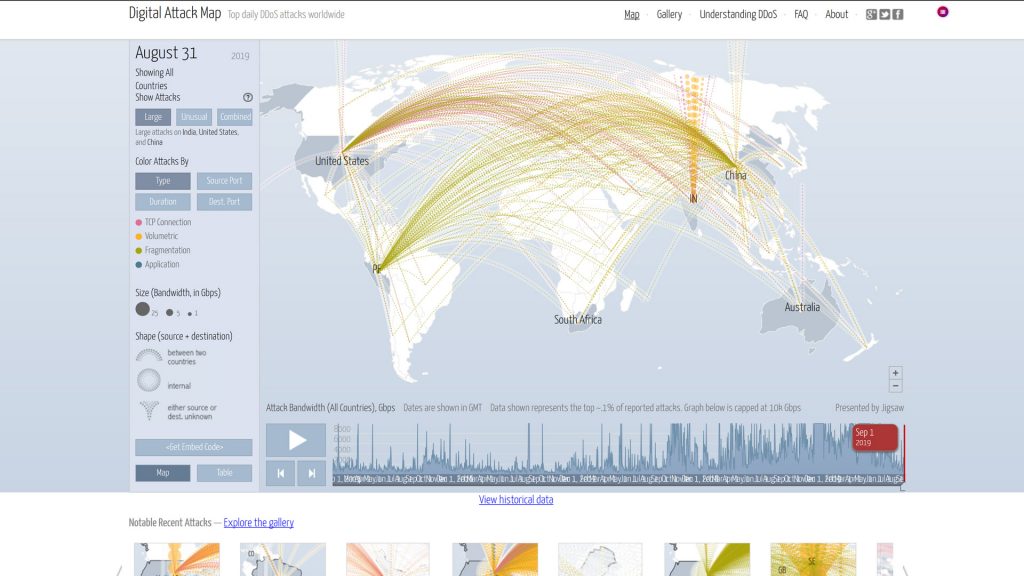 Digital Attack Map Top daily DDoS attacks worldwide
Map Gallery Understanding DDoS FAQ About
August 31 2019
Showing All
Countries
Show Attacks ?
Large Unusual Combined
Large attacks on India, United States,
and China
Color Attacks By
Type Source Port
Duration Dest. Port
TCP Connection
Volumetric
Fragmentation
Application
Size (Bandwidth, in Gbps)
25 5 1
Shape (source + destination)
between two
countries
internal
either source or
dest. unknown
<Get Embed Code>
Map Table
United States
China
IN
PE
South Africa
Australia
+
−
Attack Bandwidth (All Countries), Gbps Dates are shown in GMT Data shown represents the top ~.1% of reported attacks. Graph below is capped at 10k Gbps Presented by Jigsaw
8000
6000
4000
Sep 1
2019
View historical data
Notable Recent Attacks — Explore the gallery
CO
SE
GB